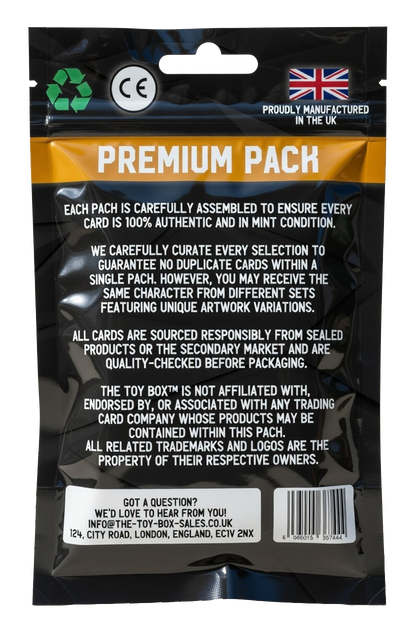 CE
PROUDLY MANUFACTURED
IN THE UK
PREMIUM PACK
EACH PACK IS CAREFULLY ASSEMBLED TO ENSURE EVERY
CARD IS 100% AUTHENTIC AND IN MINT CONDITION.
WE CAREFULLY CURATE EVERY SELECTION TO
GUARANTEE NO DUPLICATE CARDS WITHIN A
SINGLE PACK. HOWEVER, YOU MAY RECEIVE THE
SAME CHARACTER FROM DIFFERENT SETS
FEATURING UNIQUE ARTWORK VARIATIONS.
ALL CARDS ARE SOURCED RESPONSIBLY FROM SEALED
PRODUCTS OR THE SECONDARY MARKET AND ARE
QUALITY-CHECKED BEFORE PACKAGING.
THE TOY BOX™ IS NOT AFFILIATED WITH,
ENDORSED BY, OR ASSOCIATED WITH ANY TRADING
CARD COMPANY WHOSE PRODUCTS MAY BE
CONTAINED WITHIN THIS PACK.
ALL RELATED TRADEMARKS AND LOGOS ARE THE
PROPERTY OF THEIR RESPECTIVE OWNERS.
GOT A QUESTION?
WE'D LOVE TO HEAR FROM YOU!
INFO@THE-TOY-BOX-SALES.CO.UK
124, CITY ROAD, LONDON, ENGLAND, EC1V 2NX
6 066015 357444